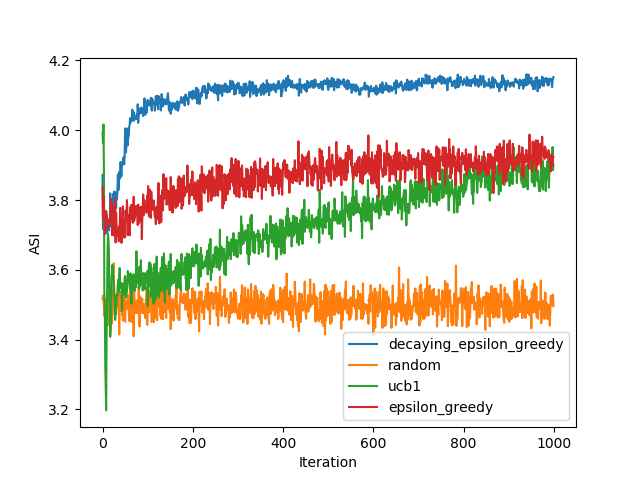 4.2
4.0
3.8
3.6
3.4
3.2
ASI
0
200
400
600
800
1000
Iteration
decaying_epsilon_greedy
random
ucb1
epsilon_greedy